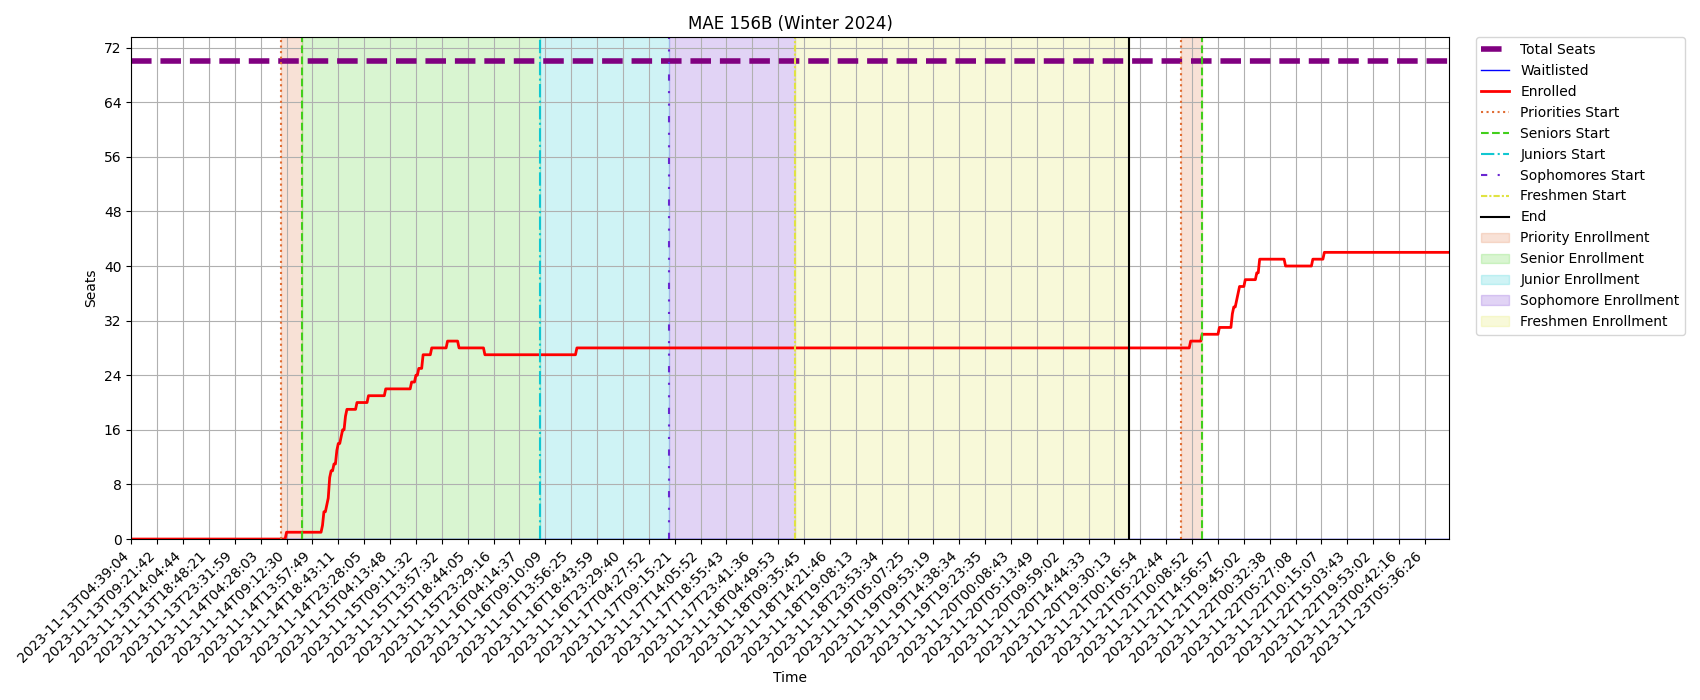 MAE 156B (Winter 2024)
Seats
72
64
56
48
40
32
24
16
8
0
2023-11-13T04:39:04
2023-11-13T09:21:42
2023-11-13T14:04:44
2023-11-13T18:48:21
2023-11-13T23:31:59
2023-11-14T04:28:03
2023-11-14T09:12:30
2023-11-14T13:57:49
2023-11-14T18:43:11
2023-11-14T23:28:05
2023-11-15T04:13:48
2023-11-15T09:11:32
2023-11-15T13:57:32
2023-11-15T18:44:05
2023-11-15T23:29:16
2023-11-16T04:14:37
2023-11-16T09:10:09
2023-11-16T13:56:25
2023-11-16T18:43:59
2023-11-16T23:29:40
2023-11-17T04:27:52
2023-11-17T09:15:21
2023-11-17T14:05:52
2023-11-17T18:55:43
2023-11-17T23:41:36
2023-11-18T04:49:53
2023-11-18T09:35:45
2023-11-18T14:21:46
2023-11-18T19:08:13
2023-11-18T23:53:34
2023-11-19T05:07:25
2023-11-19T09:53:19
2023-11-19T14:38:34
2023-11-19T19:23:35
2023-11-20T00:08:43
2023-11-20T05:13:49
2023-11-20T09:59:02
2023-11-20T14:44:33
2023-11-20T19:30:13
2023-11-21T00:16:54
2023-11-21T05:22:44
2023-11-21T10:08:52
2023-11-21T14:56:57
2023-11-21T19:45:02
2023-11-22T00:32:38
2023-11-22T05:27:08
2023-11-22T10:15:07
2023-11-22T15:03:43
2023-11-22T19:53:02
2023-11-23T00:42:16
2023-11-23T05:36:26
Time
Total Seats
Waitlisted
Enrolled
Priorities Start
Seniors Start
Juniors Start
Sophomores Start
Freshmen Start
End
Priority Enrollment
Senior Enrollment
Junior Enrollment
Sophomore Enrollment
Freshmen Enrollment